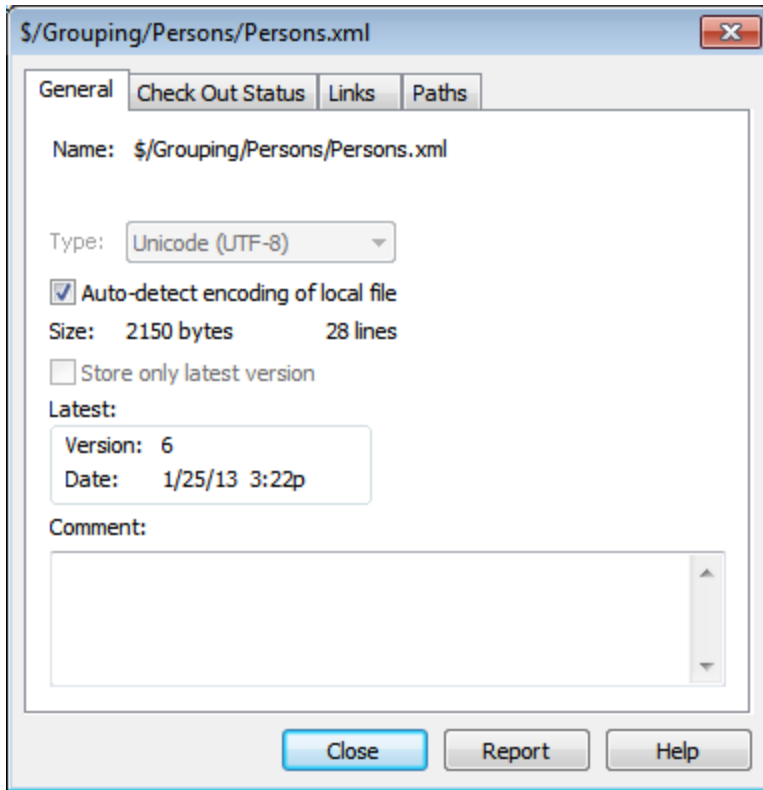 $/Grouping/Persons/Persons.xml
General Check Out Status Links Paths
Name: $/Grouping/Persons/Persons.xml
Type: Unicode (UTF-8)
Auto-detect encoding of local file
Size: 2150 bytes 28 lines
Store only latest version
Latest:
Version: 6
Date: 1/25/13 3:22p
Comment:
Close Report Help